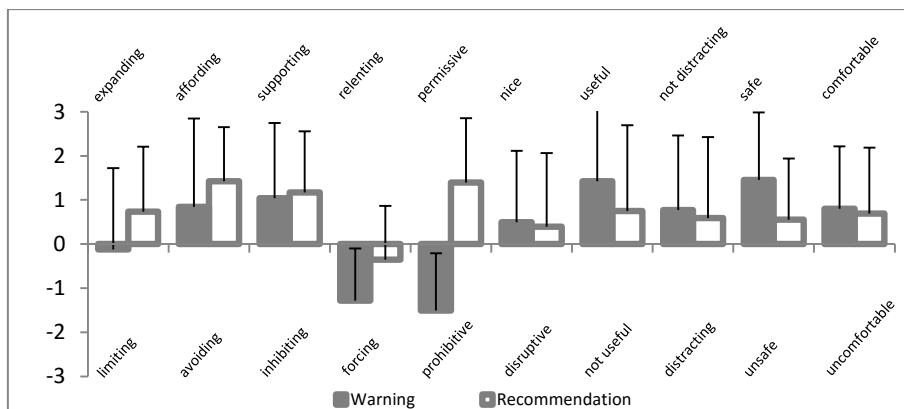 expanding affording supporting relenting permissive nice useful not distracting safe comfortable
3
2
1
0
-1
-2
-3
limiting avoiding inhibiting forcing prohibitive disruptive not useful distracting unsafe uncomfortable
Warning Recommendation